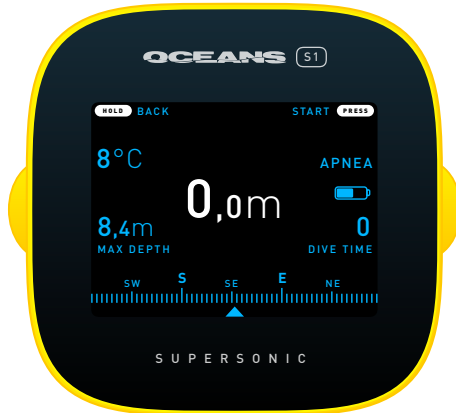 OCEANS S1
HOLD BACK START PRESS
8°C APNEA
0,0m
8,4m 0
MAX DEPTH DIVE TIME
SW S SE E NE
SUPERSONIC